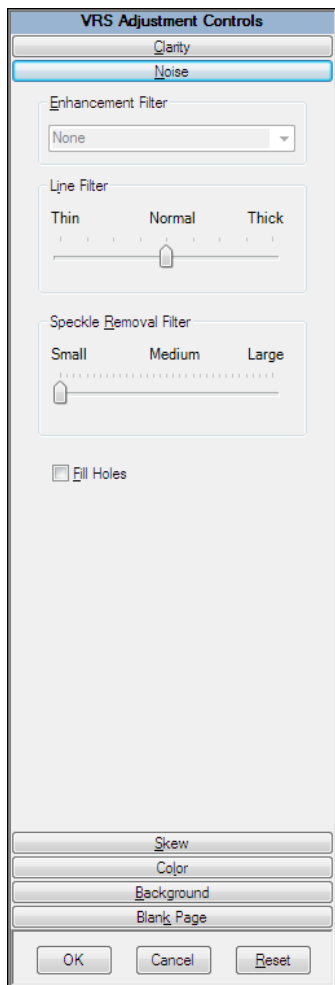 VRS Adjustment Controls
Clarity
Noise
Enhancement Filter
None
Line Filter
Thin Normal Thick
Speckle Removal Filter
Small Medium Large
Fill Holes
Skew
Color
Background
Blank Page
OK Cancel Reset